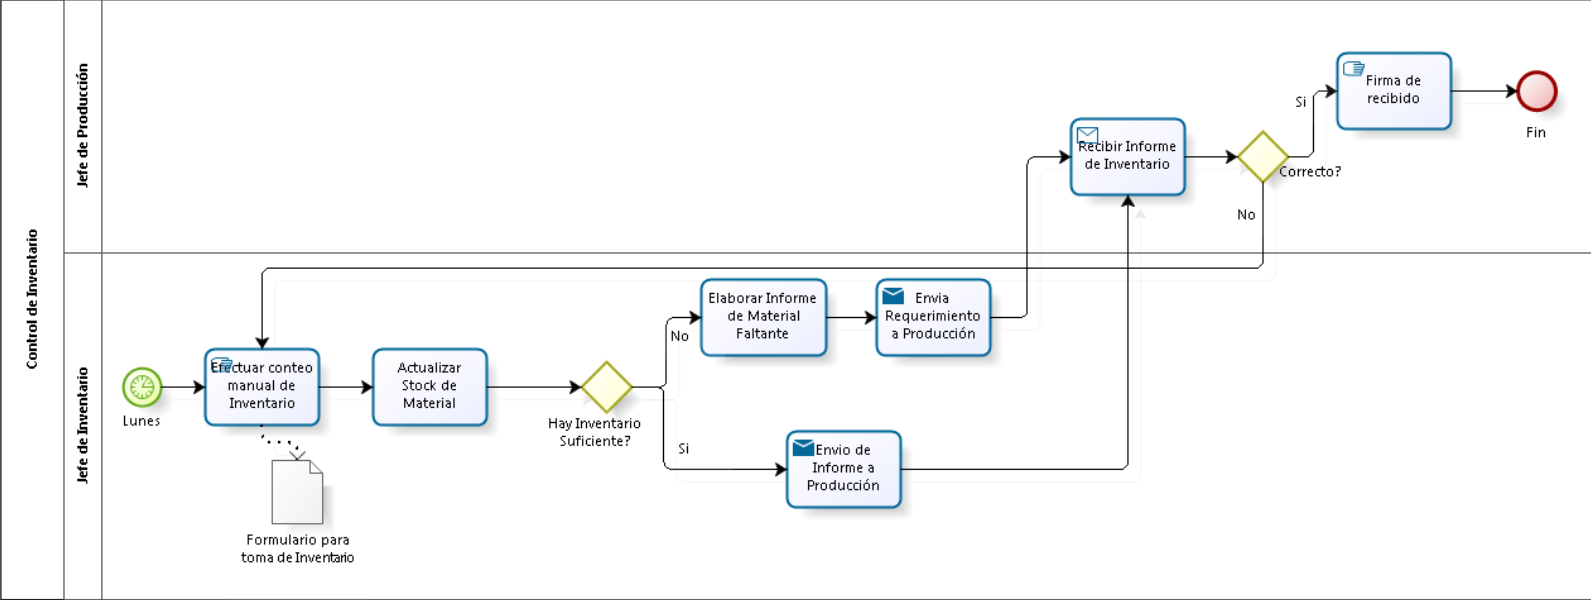 Control de Inventario
Jefe de Producción
Recibir Informe
de Inventario
Correcto?
Si
No
Firma de
recibido
Fin
Jefe de Inventario
Lunes
Efectuar conteo
manual de
Inventario
Formulario para
toma de Inventario
Actualizar
Stock de
Material
Hay Inventario
Suficiente?
No
Elaborar Informe
de Material
Faltante
Envia
Requerimiento
a Producción
Si
Envio de
Informe a
Producción